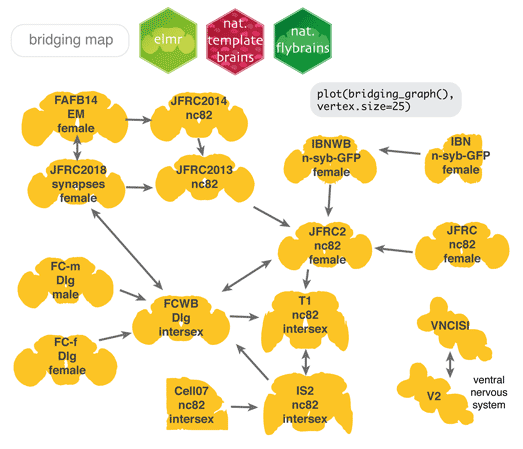 bridging map
elmr
nat.
template
brains
nat.
flybrains
plot(bridging_graph(),
vertex.size=25)
FAFB14
EM
female
JFRC2014
nc82
IBNWB
n-syb-GFP
female
IBN
n-syb-GFP
female
JFRC2018
synapses
female
JFRC2013
nc82
JFRC2
nc82
female
JFRC
nc82
female
FC-m
Dlg
male
FCWB
Dlg
intersex
T1
nc82
intersex
VNCISI
FC-f
Dlg
female
Cell07
nc82
intersex
IS2
nc82
intersex
V2
ventral
nervous
system